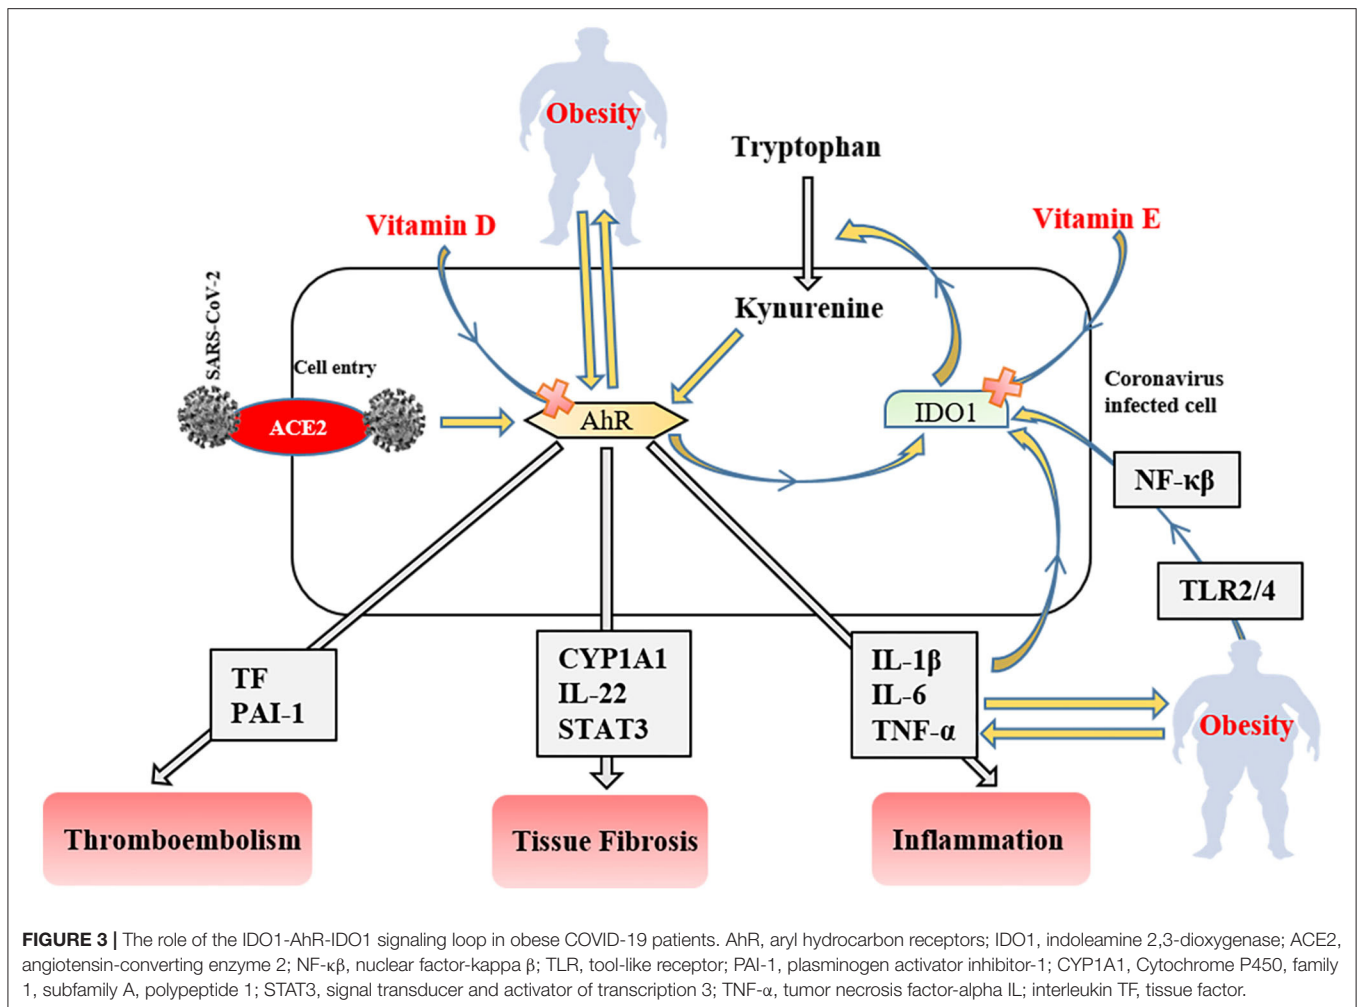 Obesity
Tryptophan
Vitamin D
Vitamin E
SARS-CoV-2
Kynurenine
Cell entry
Coronavirus
infected cell
ACE2
AhR
IDO1
NF-κβ
TLR2/4
TF
PAI-1
CYP1A1
IL-22
STAT3
IL-1β
IL-6
TNF-α
Obesity
Thromboembolism
Tissue Fibrosis
Inflammation
FIGURE 3 | The role of the IDO1-AhR-IDO1 signaling loop in obese COVID-19 patients. AhR, aryl hydrocarbon receptors; IDO1, indoleamine 2,3-dioxygenase; ACE2,
angiotensin-converting enzyme 2; NF-κβ, nuclear factor-kappa β; TLR, tool-like receptor; PAI-1, plasminogen activator inhibitor-1; CYP1A1, Cytochrome P450, family
1, subfamily A, polypeptide 1; STAT3, signal transducer and activator of transcription 3; TNF-α, tumor necrosis factor-alpha IL; interleukin TF, tissue factor.